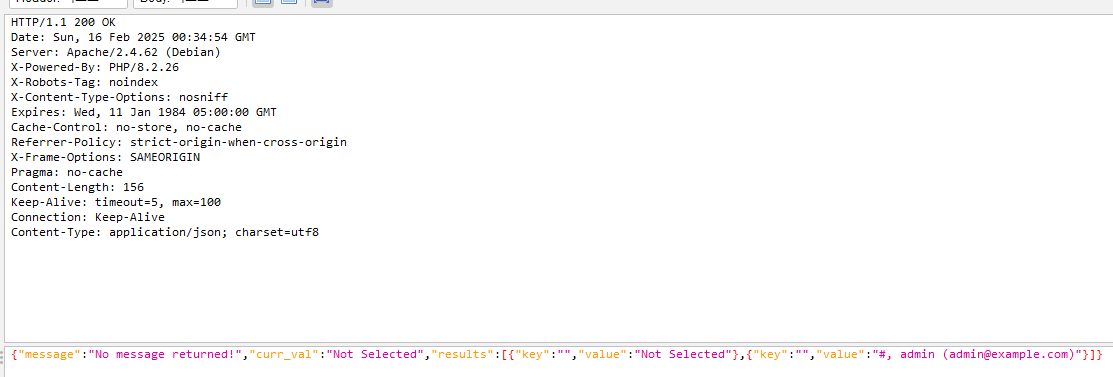 HTTP/1.1 200 OK
Date: Sun, 16 Feb 2025 00:34:54 GMT
Server: Apache/2.4.62 (Debian)
X-Powered-By: PHP/8.2.26
X-Robots-Tag: noindex
X-Content-Type-Options: nosniff
Expires: Wed, 11 Jan 1984 05:00:00 GMT
Cache-Control: no-store, no-cache
Referrer-Policy: strict-origin-when-cross-origin
X-Frame-Options: SAMEORIGIN
Pragma: no-cache
Content-Length: 156
Keep-Alive: timeout=5, max=100
Connection: Keep-Alive
Content-Type: application/json; charset=utf8
{"message":"No message returned!","curr_val":"Not Selected","results":[{"key":"","value":"Not Selected"},{"key":"","value":"#, admin (admin@example.com)"}]}